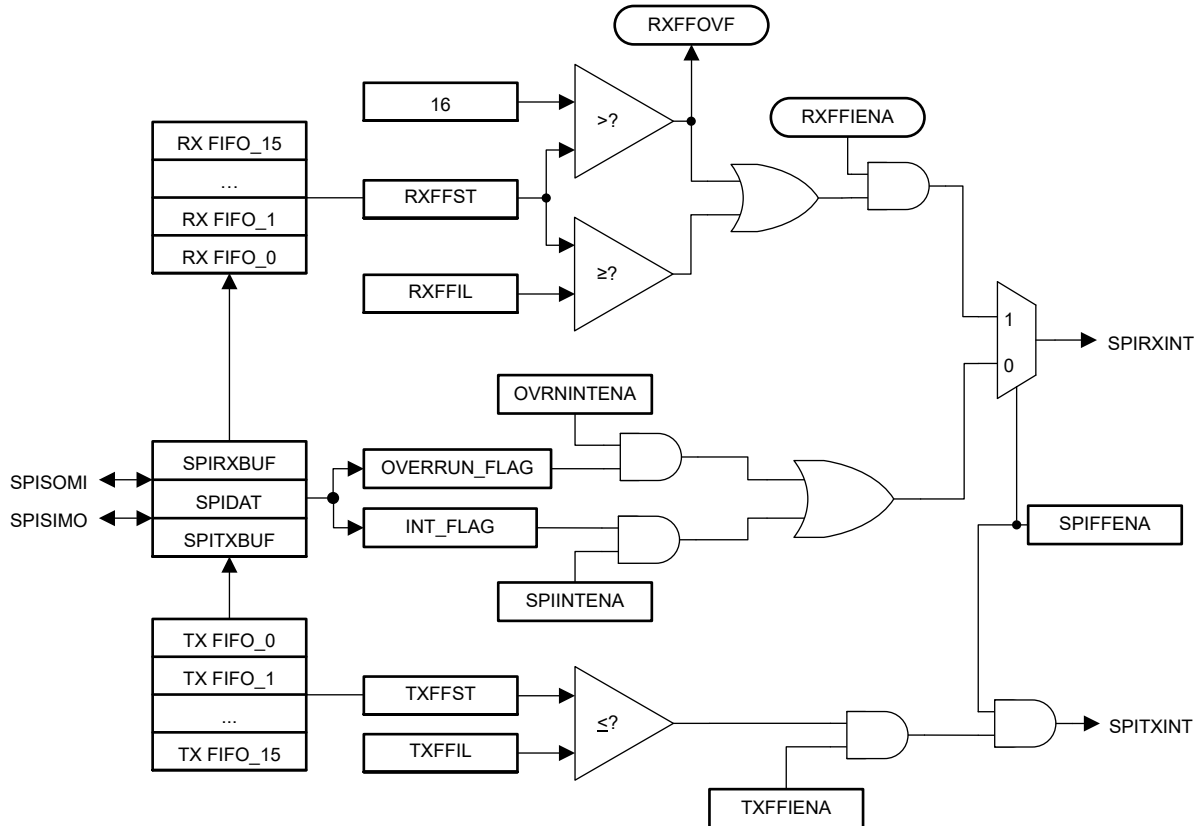 RXFFOVF
16
>?
RXFFIENA
RX FIFO_15
...
RX FIFO_1
RX FIFO_0
RXFFST
RXFFIL
≥?
1
0
SPIRXINT
OVRNINTENA
SPISOMI
SPISIMO
SPIRXBUF
SPIDAT
SPITXBUF
OVERRUN_FLAG
INT_FLAG
SPIINTENA
SPIFFENA
TX FIFO_0
TX FIFO_1
...
TX FIFO_15
TXFFST
TXFFIL
≤?
TXFFIENA
SPITXINT